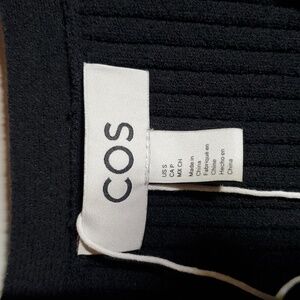 COS
US S
CA P
MX CH
Made in
China
Fabriqué en
Chine
Hecho en
China